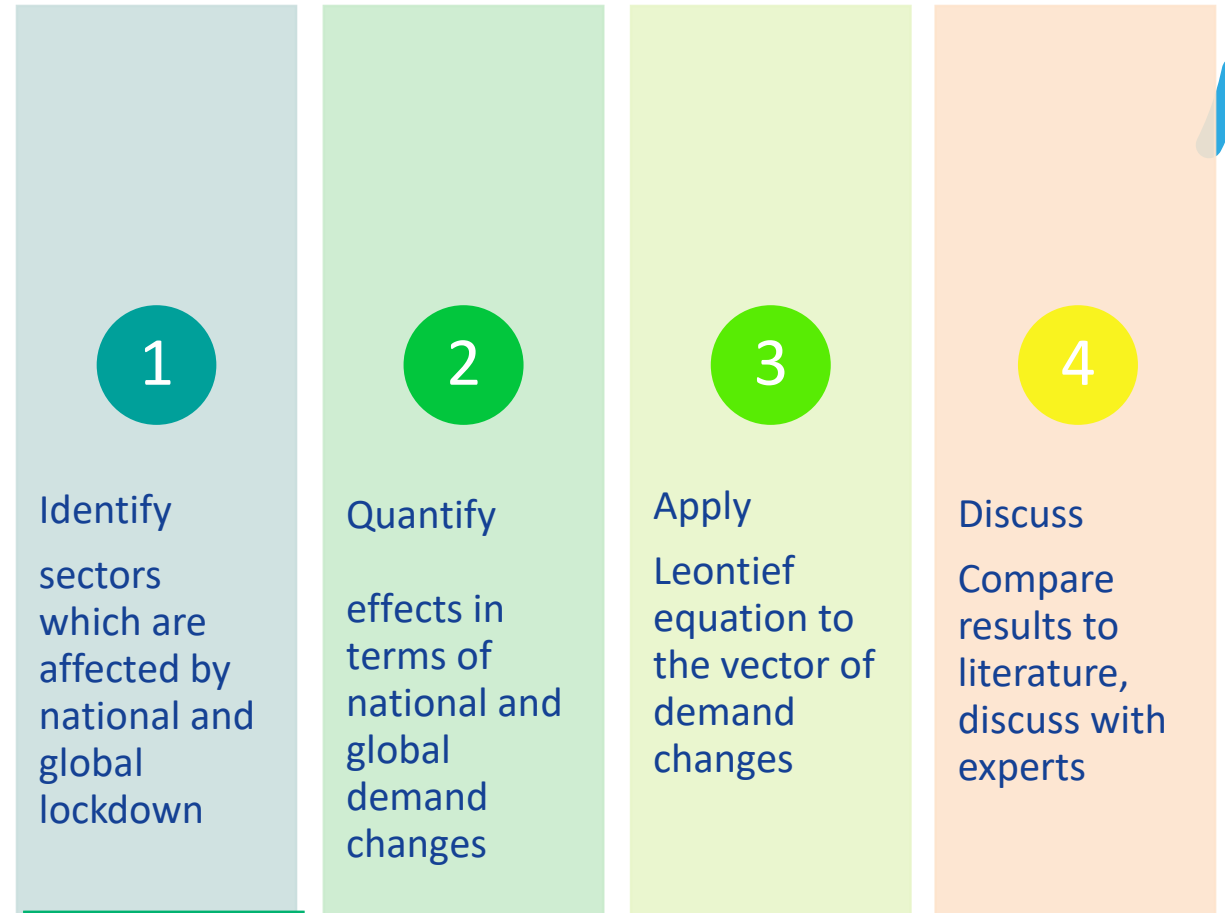 1
Identify
sectors
which are
affected by
national and
global
lockdown
2
Quantify
effects in
terms of
national and
global
demand
changes
3
Apply
Leontief
equation to
the vector of
demand
changes
4
Discuss
Compare
results to
literature,
discuss with
experts